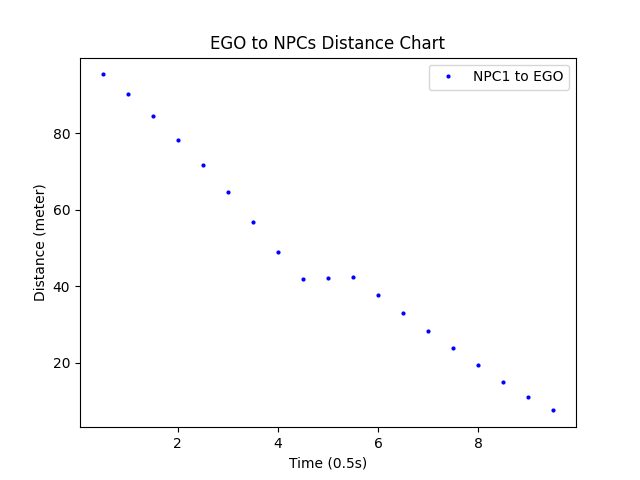 EGO to NPCs Distance Chart
NPC1 to EGO
80
60
40
20
Distance (meter)
2 4 6 8
Time (0.5s)